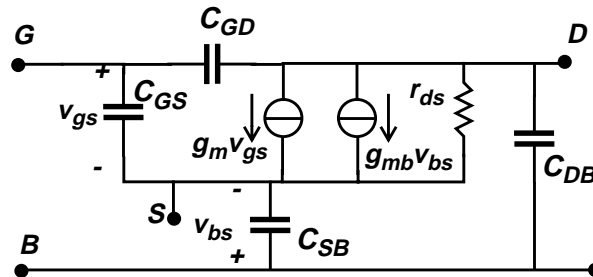 G
C_GD
D
+
C_GS
v_gs
-
g_m v_gs
g_mb v_bs
r_ds
C_DB
S
-
v_bs
C_SB
+
B